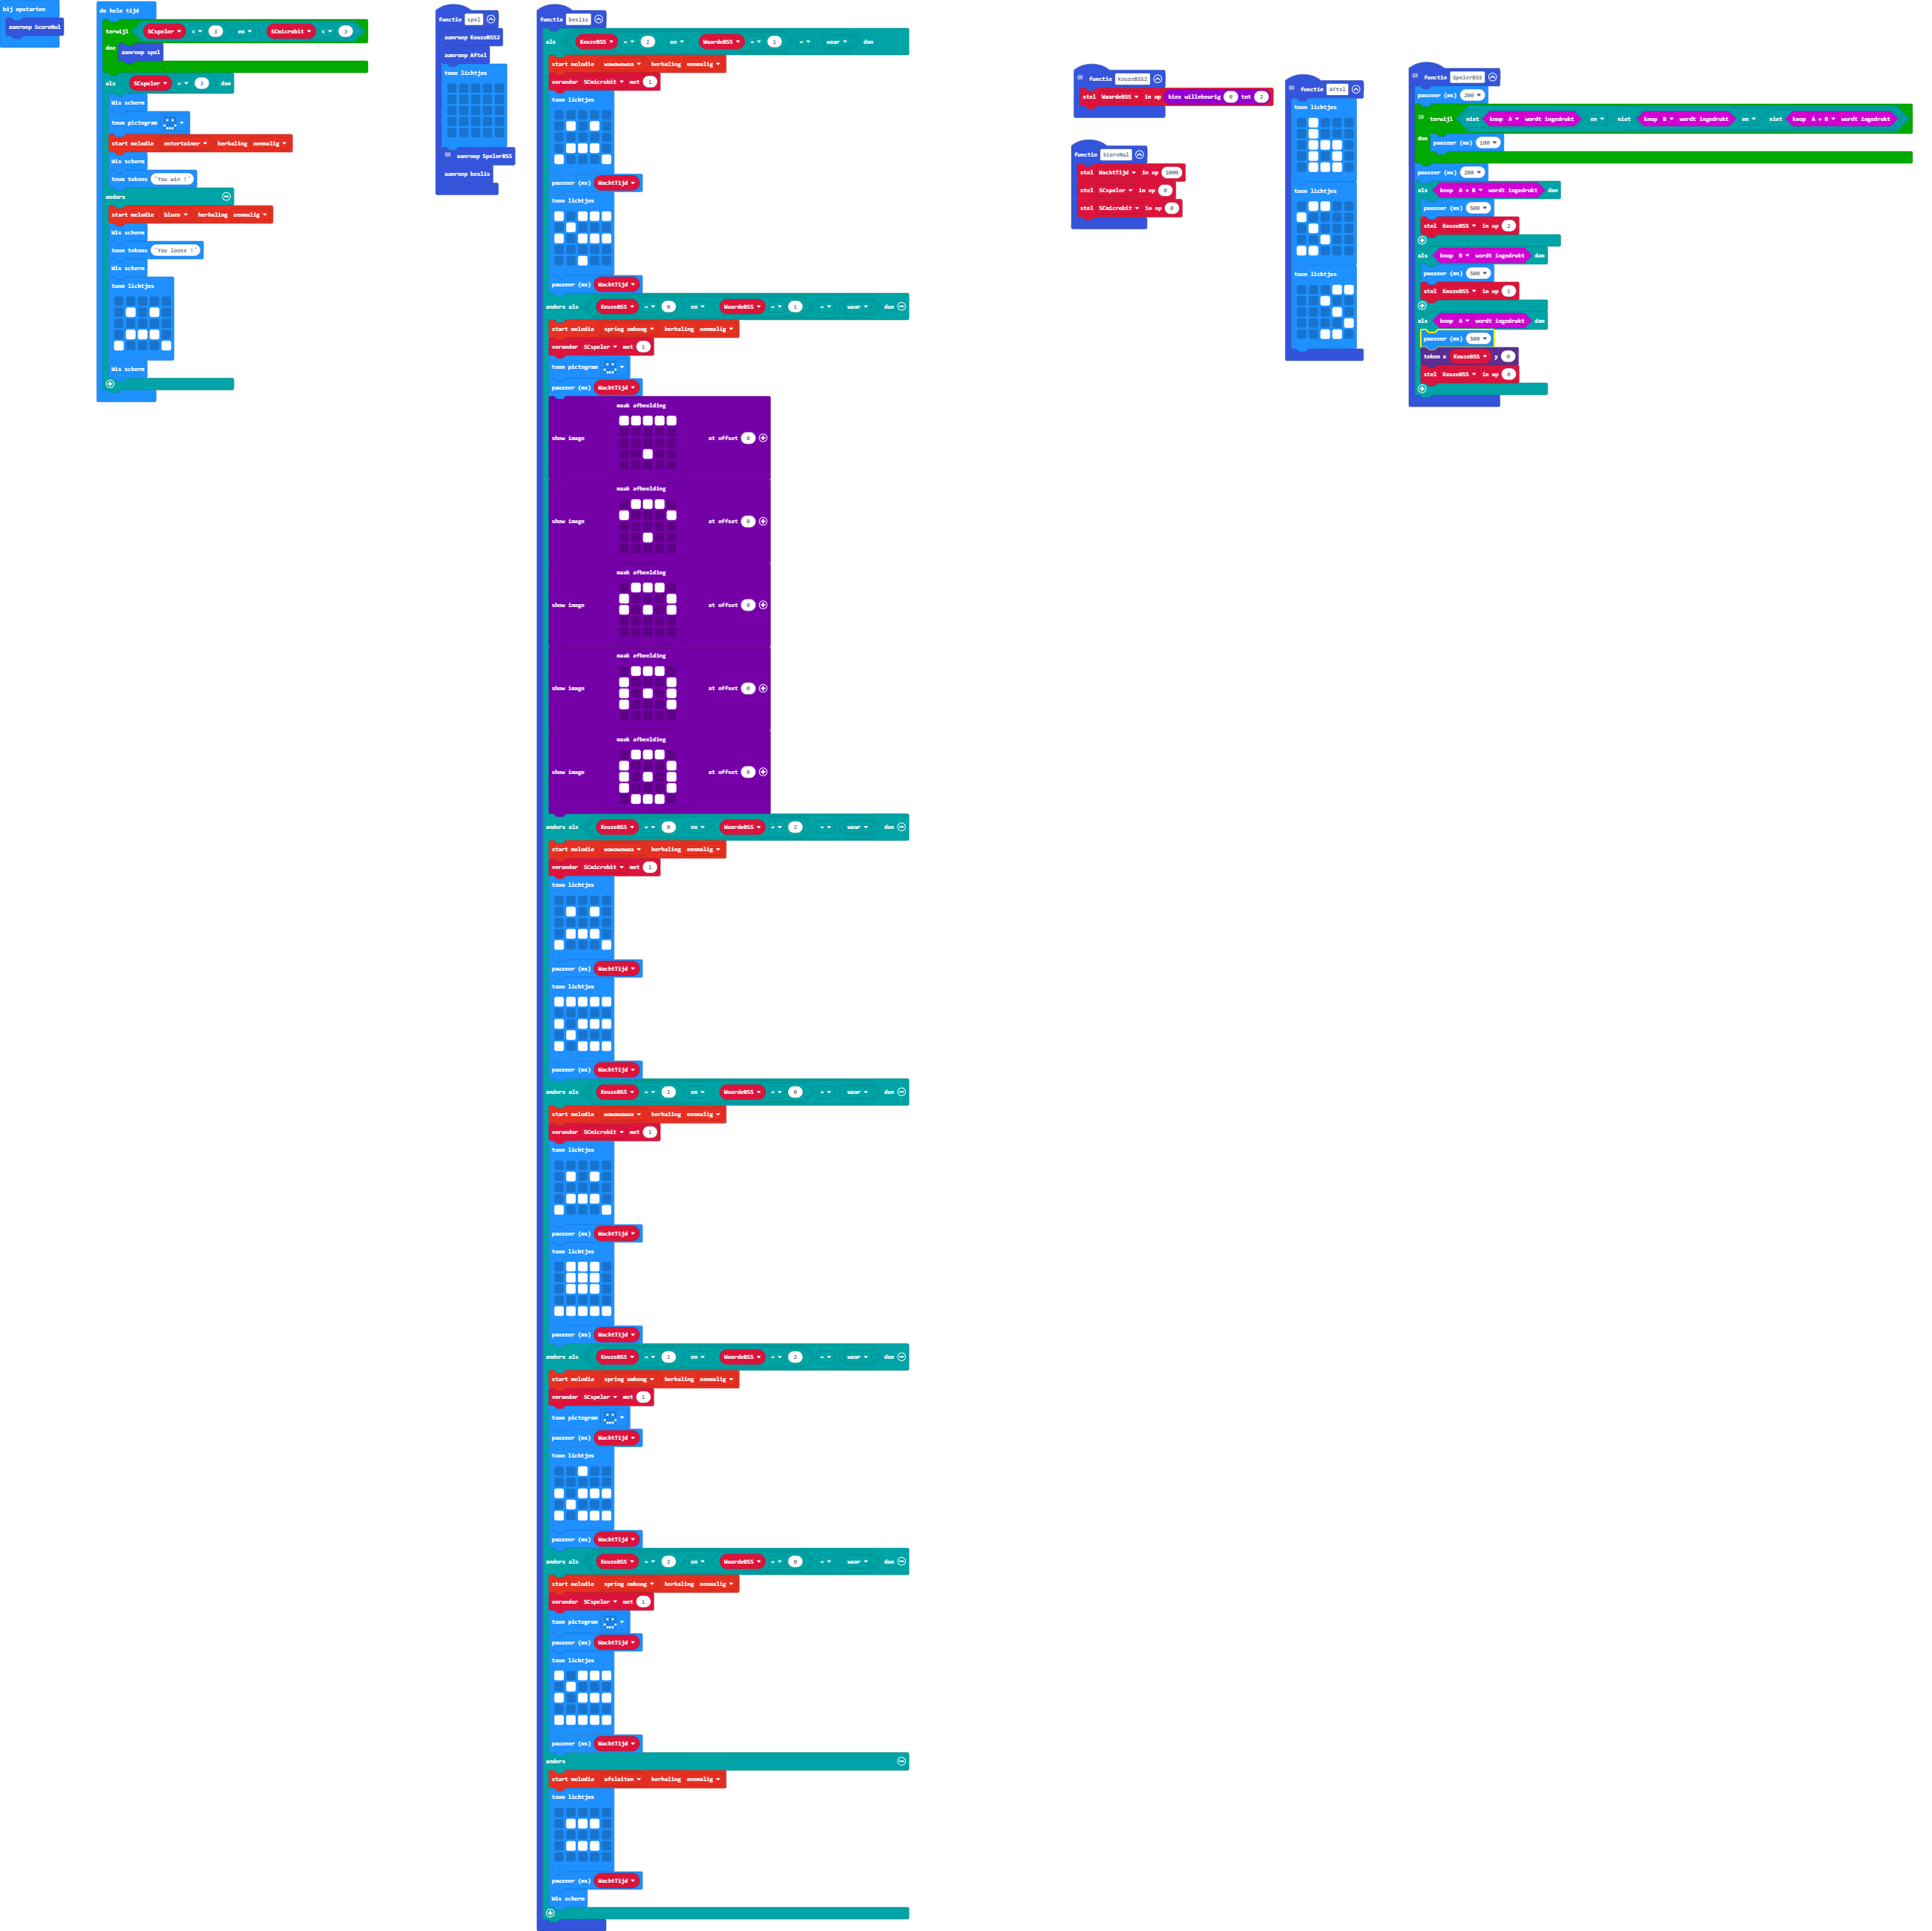 bij opstarten
aanroep ScoreNul
de hele tijd
terwijl SCspeler < 3 en SCmicrobit < 3
doe aanroep spel
als SCspeler = 3 dan
Wis scherm
toon pictogram
start melodie entertainer herhaling eenmalig
Wis scherm
toon tekens "You win !"
anders
start melodie blues herhaling eenmalig
Wis scherm
toon tekens "You loose !"
Wis scherm
toon lichtjes
Wis scherm
functie spel
aanroep KeuzeBSS2
aanroep Aftel
toon lichtjes
aanroep SpelerBSS
aanroep beslis
functie beslis
als KeuzeBSS = 2 en WaardeBSS = 1 = waar dan
start melodie wawawawaa herhaling eenmalig
verander SCmicrobit met 1
toon lichtjes
pauzeer (ms) WachtTijd
toon lichtjes
pauzeer (ms) WachtTijd
anders als KeuzeBSS = 0 en WaardeBSS = 1 = waar dan
start melodie spring omhoog herhaling eenmalig
verander SCspeler met 1
toon pictogram
pauzeer (ms) WachtTijd
maak afbeelding
show image at offset 0
maak afbeelding
show image at offset 0
maak afbeelding
show image at offset 0
maak afbeelding
show image at offset 0
maak afbeelding
show image at offset 0
anders als KeuzeBSS = 0 en WaardeBSS = 2 = waar dan
start melodie wawawawaa herhaling eenmalig
verander SCmicrobit met 1
toon lichtjes
pauzeer (ms) WachtTijd
toon lichtjes
pauzeer (ms) WachtTijd
anders als KeuzeBSS = 1 en WaardeBSS = 0 = waar dan
start melodie wawawawaa herhaling eenmalig
verander SCmicrobit met 1
toon lichtjes
pauzeer (ms) WachtTijd
toon lichtjes
pauzeer (ms) WachtTijd
anders als KeuzeBSS = 1 en WaardeBSS = 2 = waar dan
start melodie spring omhoog herhaling eenmalig
verander SCspeler met 1
toon pictogram
pauzeer (ms) WachtTijd
toon lichtjes
pauzeer (ms) WachtTijd
anders als KeuzeBSS = 2 en WaardeBSS = 0 = waar dan
start melodie spring omhoog herhaling eenmalig
verander SCspeler met 1
toon pictogram
pauzeer (ms) WachtTijd
toon lichtjes
pauzeer (ms) WachtTijd
anders
start melodie afsluiten herhaling eenmalig
toon lichtjes
pauzeer (ms) WachtTijd
Wis scherm
functie KeuzeBSS2
stel WaardeBSS in op kies willekeurig 0 tot 2
functie ScoreNul
stel WachtTijd in op 1000
stel SCspeler in op 0
stel SCmicrobit in op 0
functie Aftel
toon lichtjes
toon lichtjes
toon lichtjes
functie SpelerBSS
pauzeer (ms) 200
terwijl niet knop A wordt ingedrukt en niet knop B wordt ingedrukt en niet knop A + B wordt ingedrukt
doe pauzeer (ms) 100
pauzeer (ms) 200
als knop A + B wordt ingedrukt dan
pauzeer (ms) 500
stel KeuzeBSS in op 2
als knop B wordt ingedrukt dan
pauzeer (ms) 500
stel KeuzeBSS in op 1
als knop A wordt ingedrukt dan
pauzeer (ms) 500
teken x KeuzeBSS y 0
stel KeuzeBSS in op 0